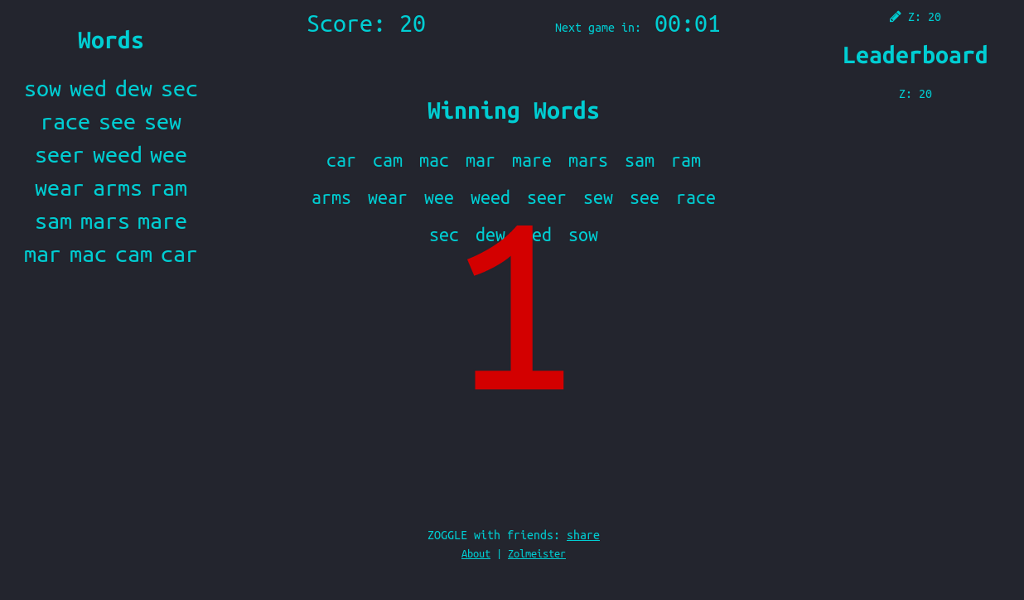 Words
sow wed dew sec
race see sew
seer weed wee
wear arms ram
sam mars mare
mar mac cam car
Score: 20
Next game in: 00:01
Winning Words
car cam mac mar mare mars sam ram
arms wear wee weed seer sew see race
sec dew wed sow
1
ZOGGLE with friends: share
About | Zolmeister
Z: 20
Leaderboard
Z: 20